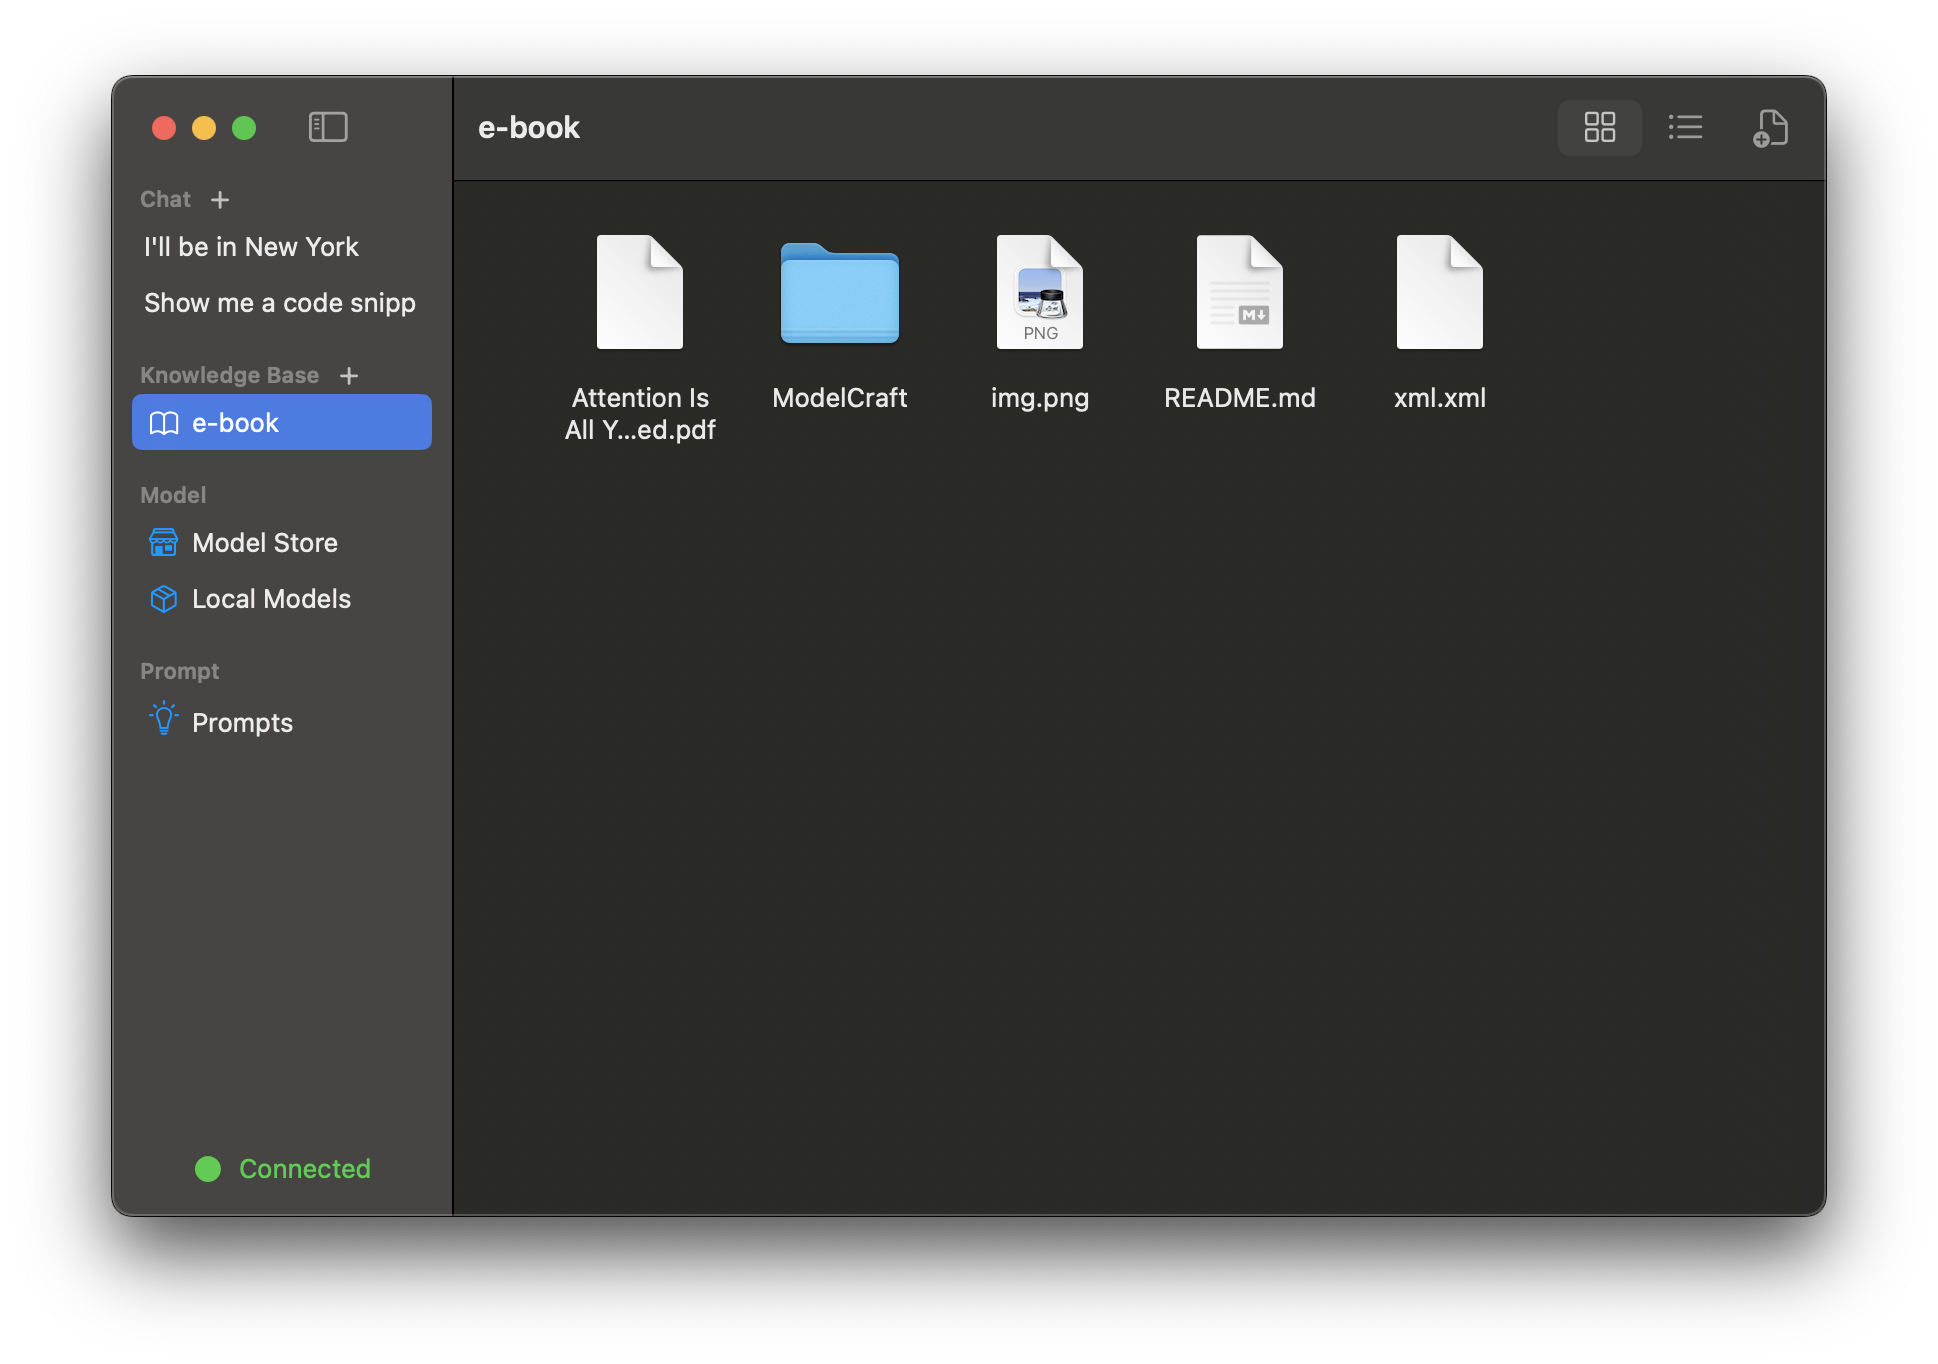 e-book
Chat
I'll be in New York
Show me a code snipp
Knowledge Base
e-book
Model
Model Store
Local Models
Prompt
Prompts
Connected
Attention Is
All Y...ed.pdf
ModelCraft
PNG
img.png
M
README.md
xml.xml